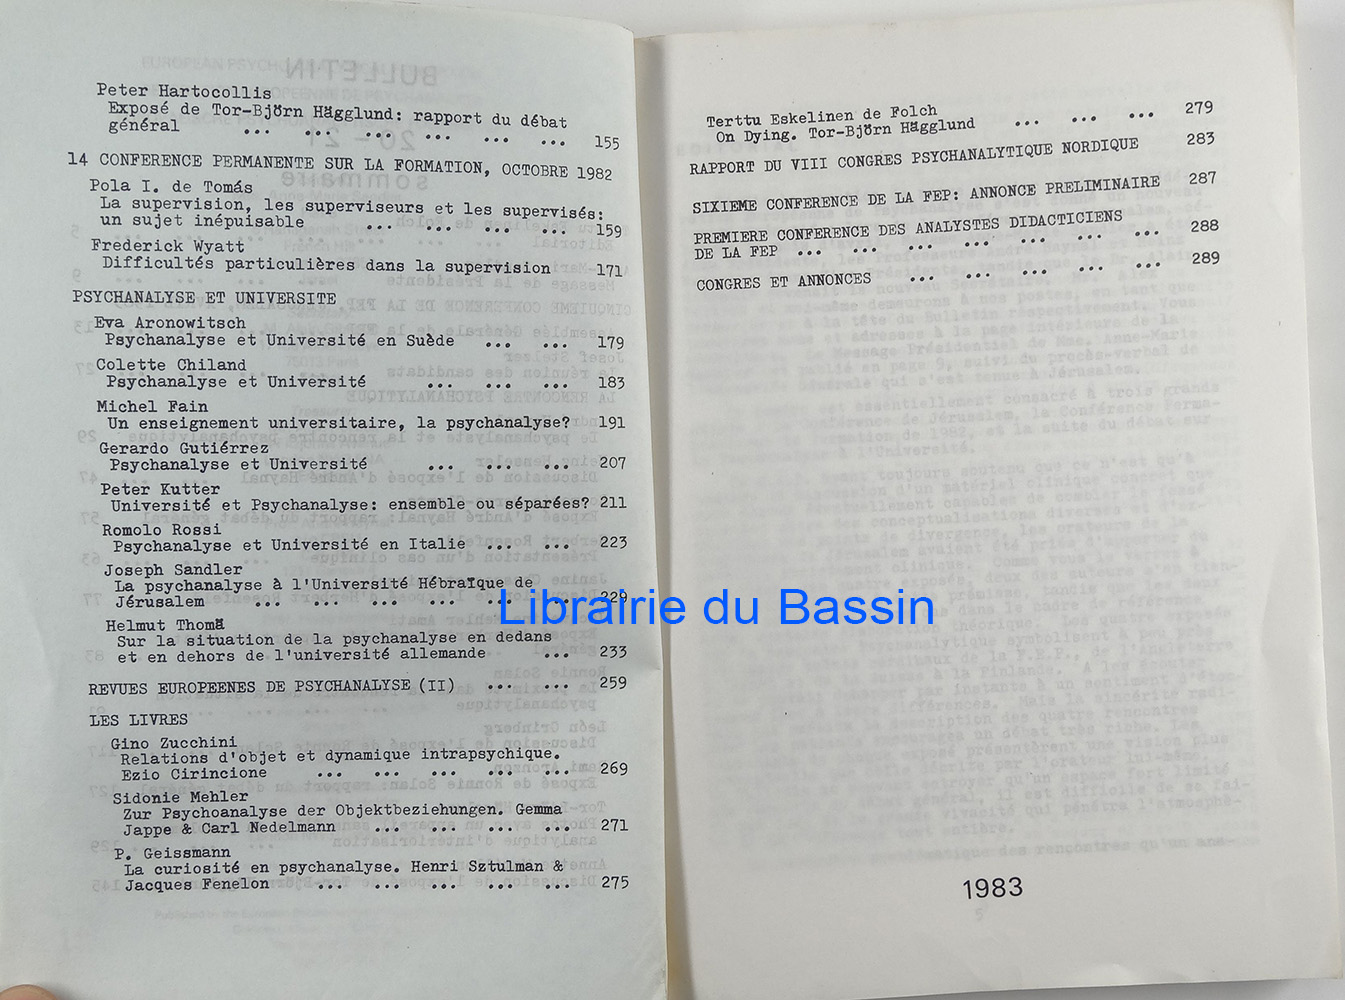 Peter Hartocollis
Exposé de Tor-Björn Hägglund: rapport du débat
général ... ... ... ... ... ... 155
14 CONFERENCE PERMANENTE SUR LA FORMATION, OCTOBRE 1982
Pola I. de Tomás
La supervision, les superviseurs et les supervisés:
un sujet inépuisable ... ... ... ... 159
Frederick Wyatt
Difficultés particulières dans la supervision 171
PSYCHANALYSE ET UNIVERSITE
Eva Aronowitsch
Psychanalyse et Université en Suède ... ... 179
Colette Chiland
Psychanalyse et Université ... ... ... 183
Michel Fain
Un enseignement universitaire, la psychanalyse? 191
Gerardo Gutiérrez
Psychanalyse et Université ... ... ... 207
Peter Kutter
Université et Psychanalyse: ensemble ou séparées? 211
Romolo Rossi
Psychanalyse et Université en Italie ... ... 223
Joseph Sandler
La psychanalyse à l'Université Hébraïque de
Jérusalem ... ... ... ... ... ... 229
Helmut Thomä
Sur la situation de la psychanalyse en dedans
et en dehors de l'université allemande ... 233
REVUES EUROPEENES DE PSYCHANALYSE (II) ... ... 259
LES LIVRES
Gino Zucchini
Relations d'objet et dynamique intrapsychique.
Ezio Cirincione ... ... ... ... ... 269
Sidonie Mehler
Zur Psychoanalyse der Objektbeziehungen. Gemma
Jappe & Carl Nedelmann ... ... ... ... 271
P. Geissmann
La curiosité en psychanalyse. Henri Sztulman &
Jacques Fenelon ... ... ... ... ... 275
Terttu Eskelinen de Folch
On Dying. Tor-Björn Hägglund ... ... ... 279
RAPPORT DU VIII CONGRES PSYCHANALYTIQUE NORDIQUE 283
SIXIEME CONFERENCE DE LA FEP: ANNONCE PRELIMINAIRE 287
PREMIERE CONFERENCE DES ANALYSTES DIDACTICIENS
DE LA FEP ... ... ... ... ... ... ... 288
CONGRES ET ANNONCES ... ... ... ... ... 289
Librairie du Bassin
1983